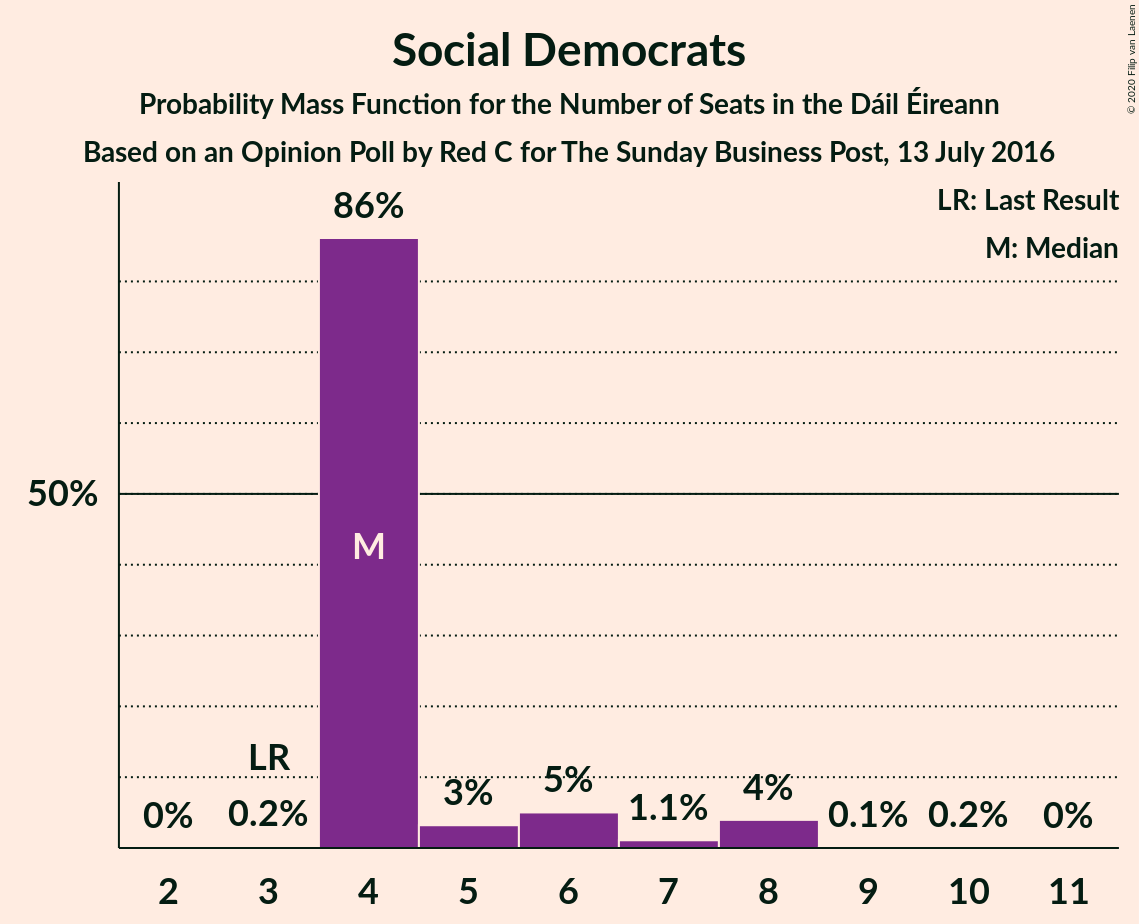 Social Democrats
Probability Mass Function for the Number of Seats in the Dáil Éireann
Based on an Opinion Poll by Red C for The Sunday Business Post, 13 July 2016
© 2020 Filip van Laenen
LR: Last Result
M: Median
86%
50%
M
LR
0%
0.2%
3%
5%
1.1%
4%
0.1%
0.2%
0%
2 3 4 5 6 7 8 9 10 11